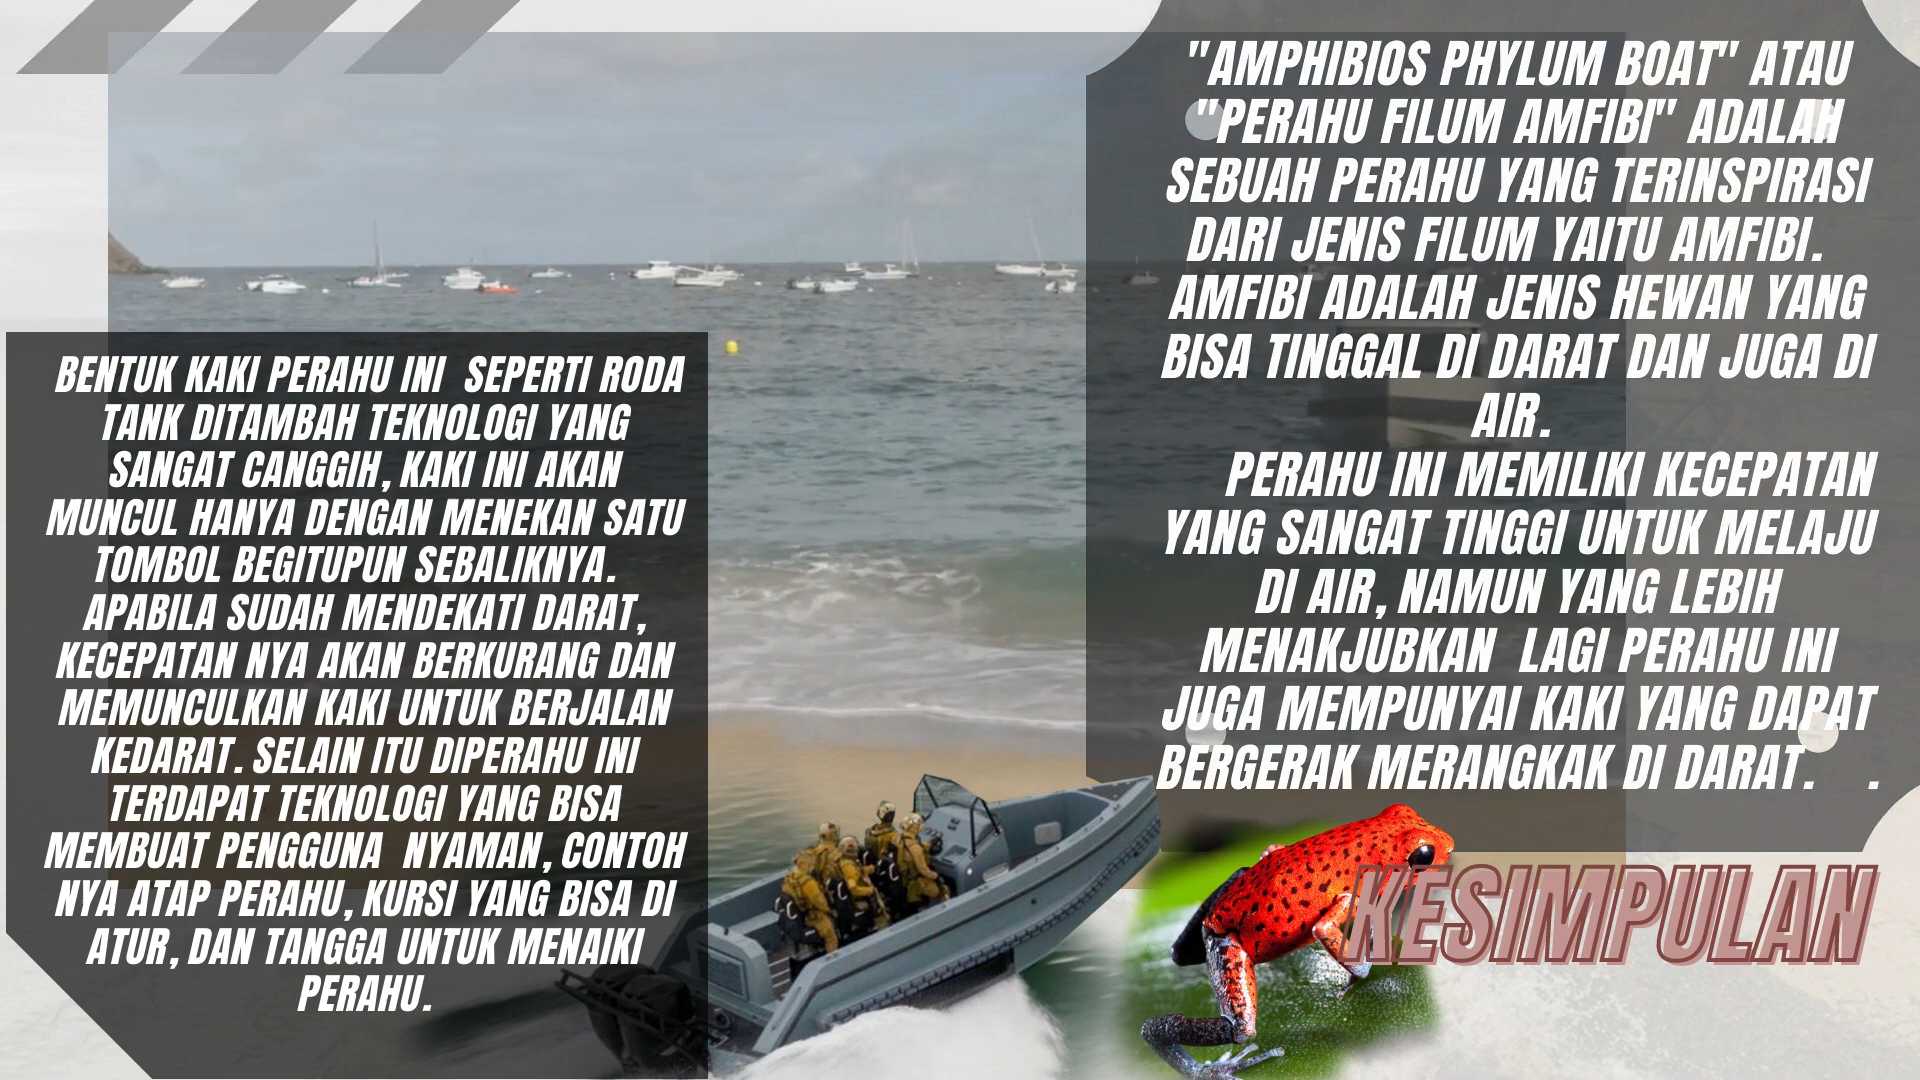 "AMPHIBIOS PHYLUM BOAT" ATAU
"PERAHU FILUM AMFIBI" ADALAH
SEBUAH PERAHU YANG TERINSPIRASI
DARI JENIS FILUM YAITU AMFIBI.
AMFIBI ADALAH JENIS HEWAN YANG
BISA TINGGAL DI DARAT DAN JUGA DI
AIR.
PERAHU INI MEMILIKI KECEPATAN
YANG SANGAT TINGGI UNTUK MELAJU
DI AIR, NAMUN YANG LEBIH
MENAKJUBKAN LAGI PERAHU INI
JUGA MEMPUNYAI KAKI YANG DAPAT
BERGERAK MERANGKAK DI DARAT. .
BENTUK KAKI PERAHU INI SEPERTI RODA
TANK DITAMBAH TEKNOLOGI YANG
SANGAT CANGGIH, KAKI INI AKAN
MUNCUL HANYA DENGAN MENEKAN SATU
TOMBOL BEGITUPUN SEBALIKNYA.
APABILA SUDAH MENDEKATI DARAT,
KECEPATAN NYA AKAN BERKURANG DAN
MEMUNCULKAN KAKI UNTUK BERJALAN
KEDARAT. SELAIN ITU DIPERAHU INI
TERDAPAT TEKNOLOGI YANG BISA
MEMBUAT PENGGUNA NYAMAN, CONTOH
NYA ATAP PERAHU, KURSI YANG BISA DI
ATUR, DAN TANGGA UNTUK MENAIKI
PERAHU.
KESIMPULAN